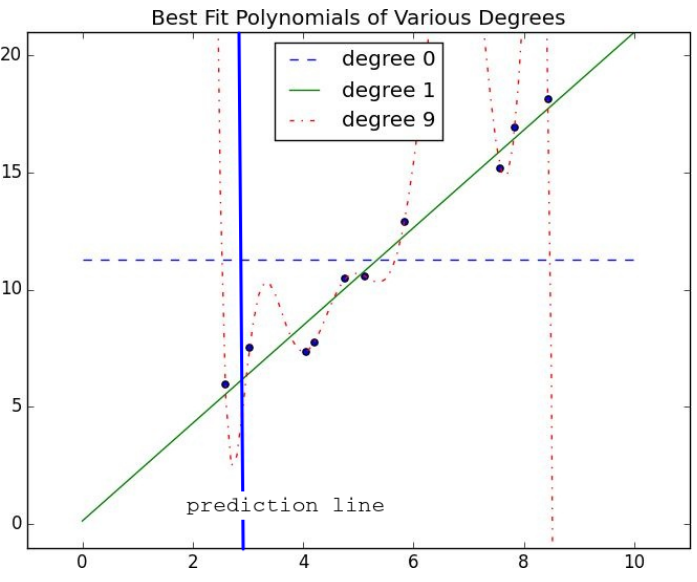 Best Fit Polynomials of Various Degrees
degree 0
degree 1
degree 9
20
15
10
5
0
prediction line
0 2 4 6 8 10